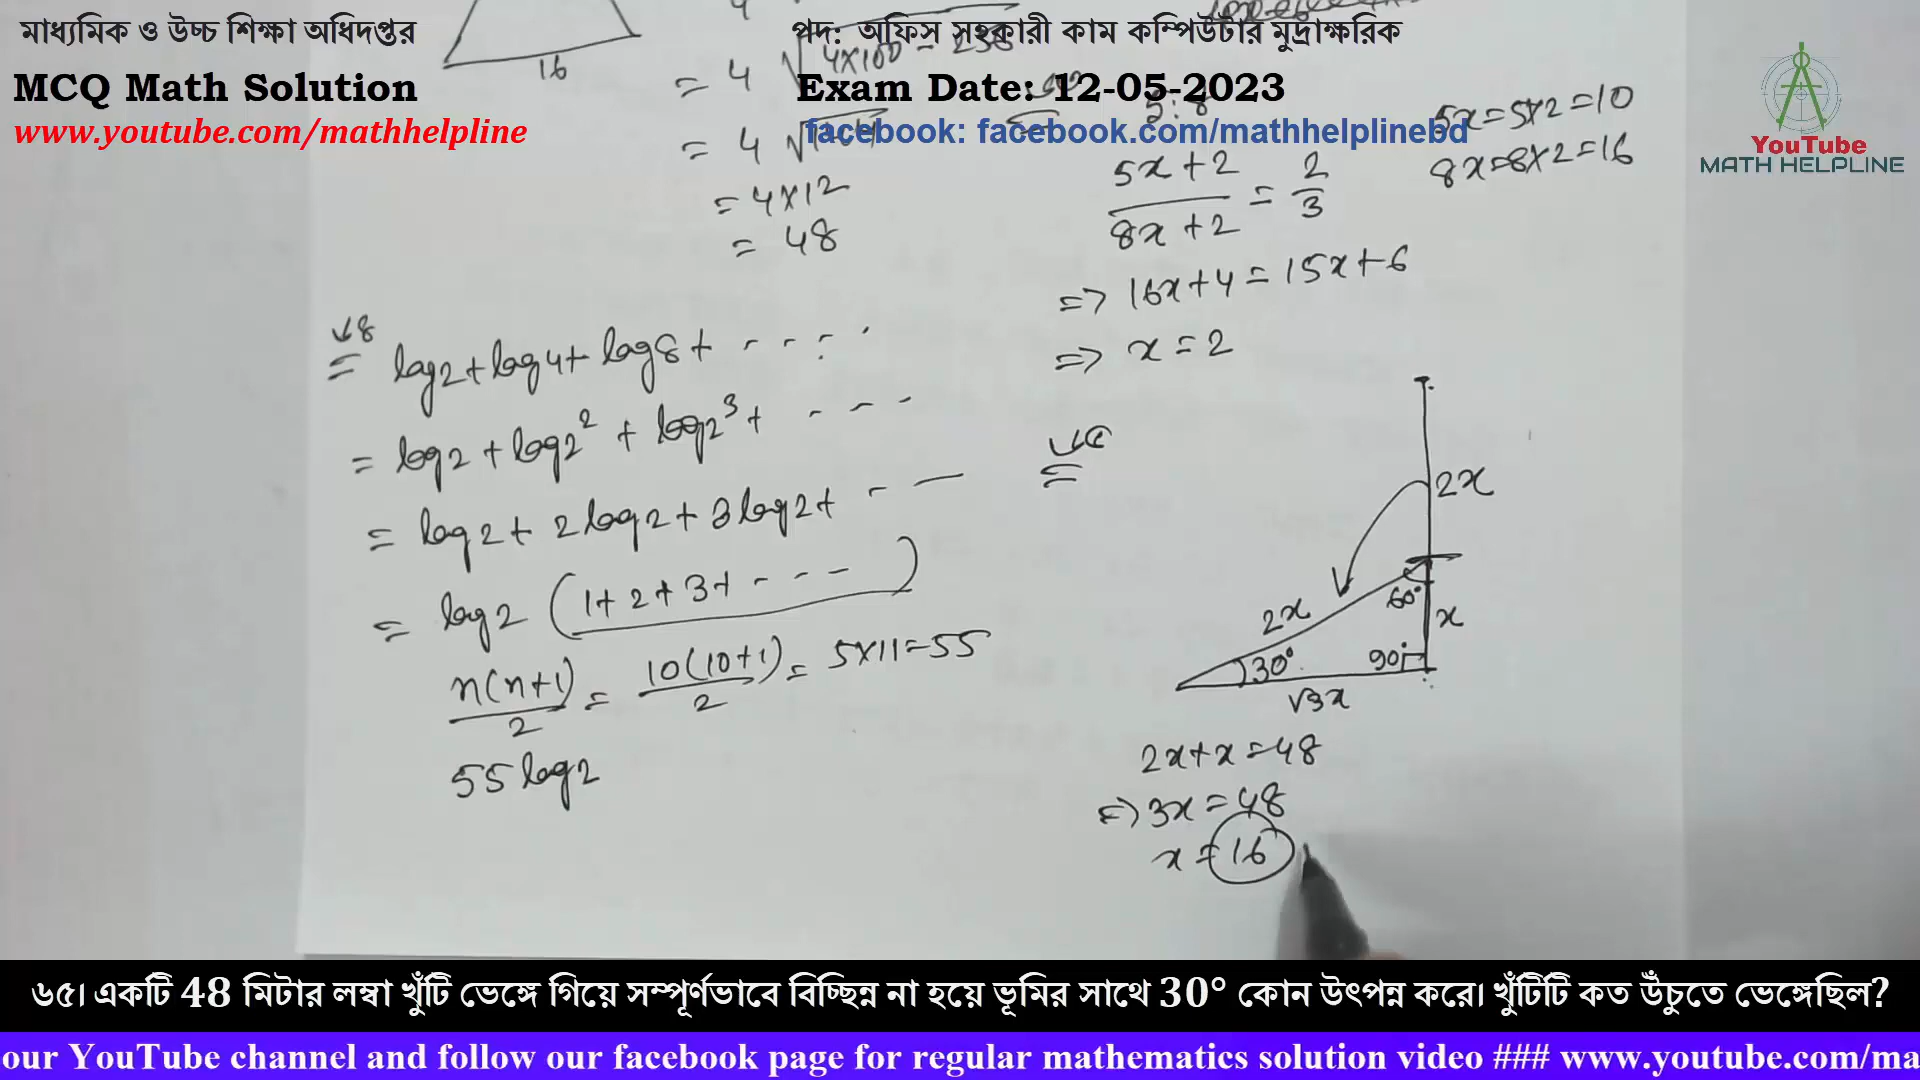 মাধ্যমিক ও উচ্চ শিক্ষা অধিদপ্তর
পদ: অফিস সহকারী কাম কম্পিউটার মুদ্রাক্ষরিক
MCQ Math Solution
Exam Date: 12-05-2023
www.youtube.com/mathhelpline
facebook: facebook.com/mathhelplinebd
YouTube
MATH HELPLINE
16
= 4
= 4
= 4×12
= 48
5:8
5x+2/8x+2 = 2/3
=> 16x+4=15x+6
=> x=2
5x=5×2=10
8x=8×2=16
৬৪
= log2+log4+log8+ ....
= log2+log2²+log2³+ ---
= log2+2log2+3log2+ - —
= log2 (1+2+3+ ---)
n(n+1)/2 = 10(10+1)/2 = 5×11=55
55log2
৬৫
2x
2x
60°
x
30°
90°
√3x
2x+x=48
=> 3x=48
x=16
৬৫। একটি 48 মিটার লম্বা খুঁটি ভেঙ্গে গিয়ে সম্পূর্ণভাবে বিচ্ছিন্ন না হয়ে ভূমির সাথে 30° কোন উৎপন্ন করে। খুঁটিটি কত উঁচুতে ভেঙ্গেছিল?
our YouTube channel and follow our facebook page for regular mathematics solution video ### www.youtube.com/ma